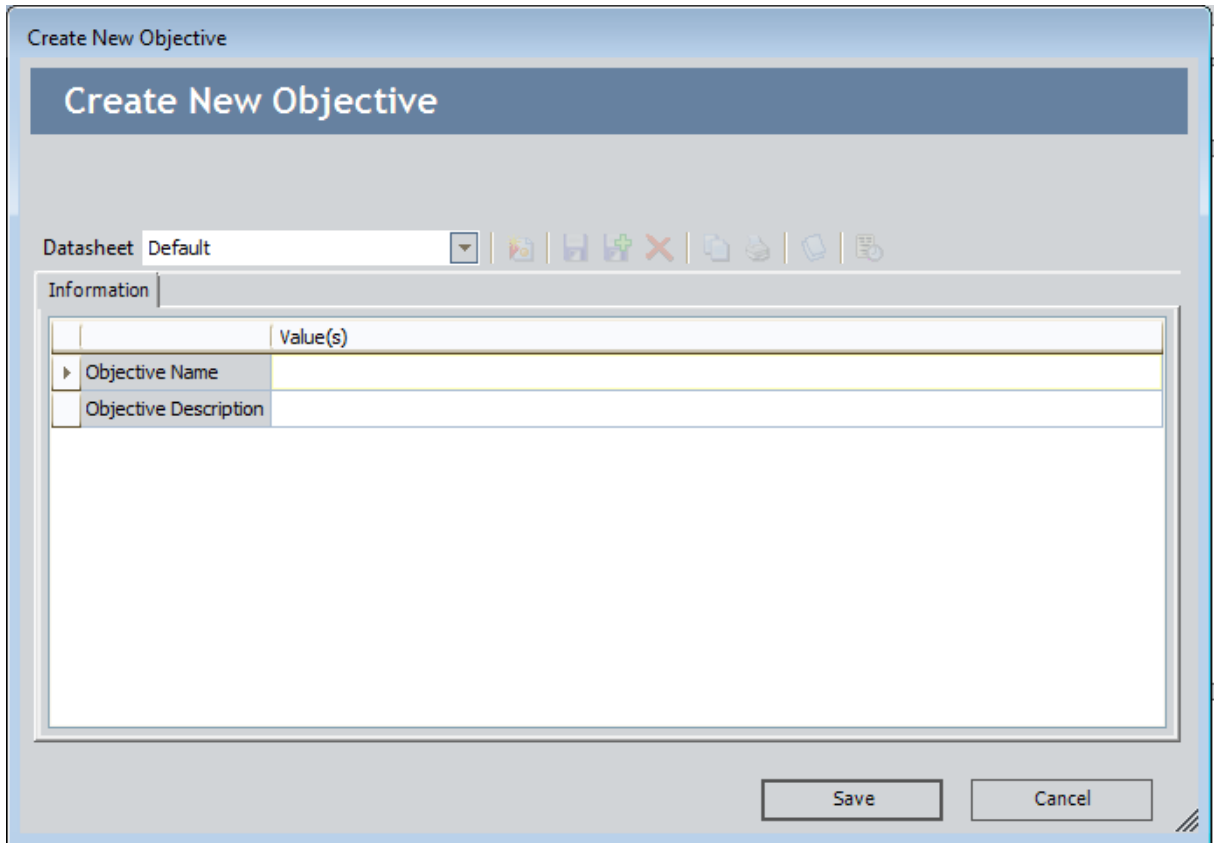 Create New Objective
Create New Objective
Datasheet Default
Information
Value(s)
Objective Name
Objective Description
Save Cancel